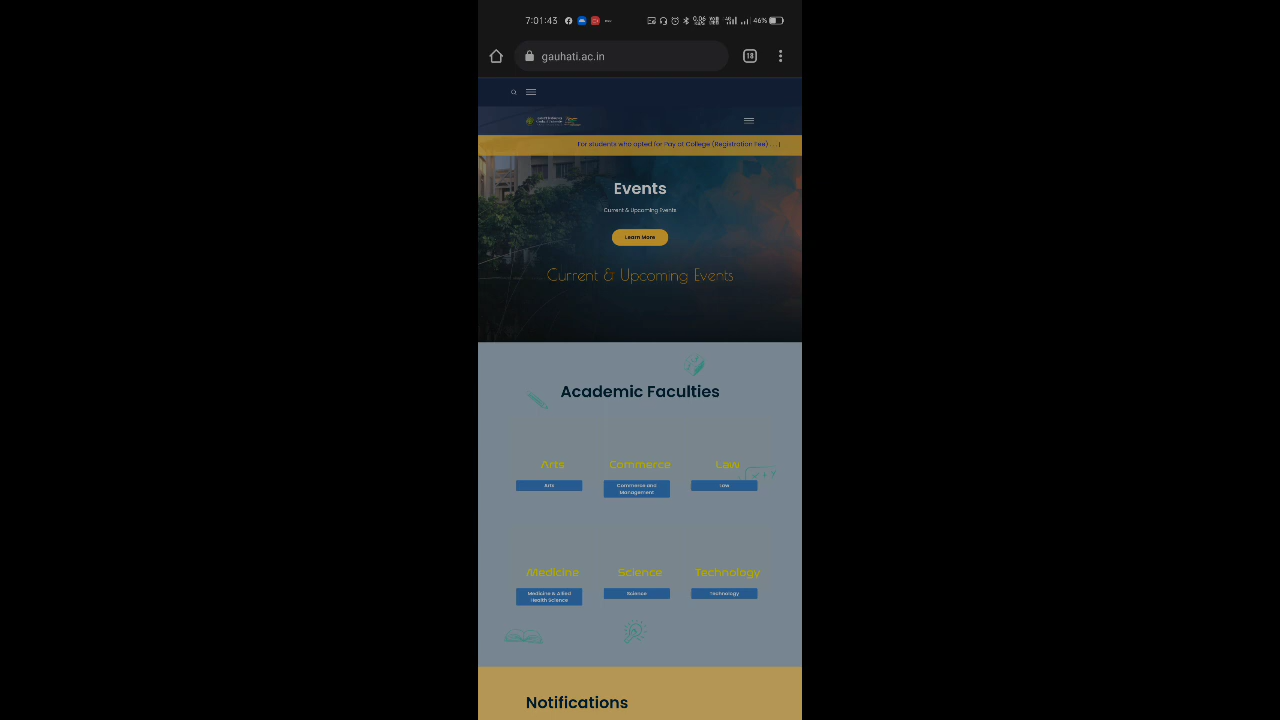 7:01:43
46%
gauhati.ac.in
18
For students who opted for Pay at College (Registration Fee) . . . |
Events
Current & Upcoming Events
Learn More
Current & Upcoming Events
Academic Faculties
Arts Commerce Law
Arts Commerce and Management Law
Medicine Science Technology
Medicine & Allied Health Science Science Technology
Notifications